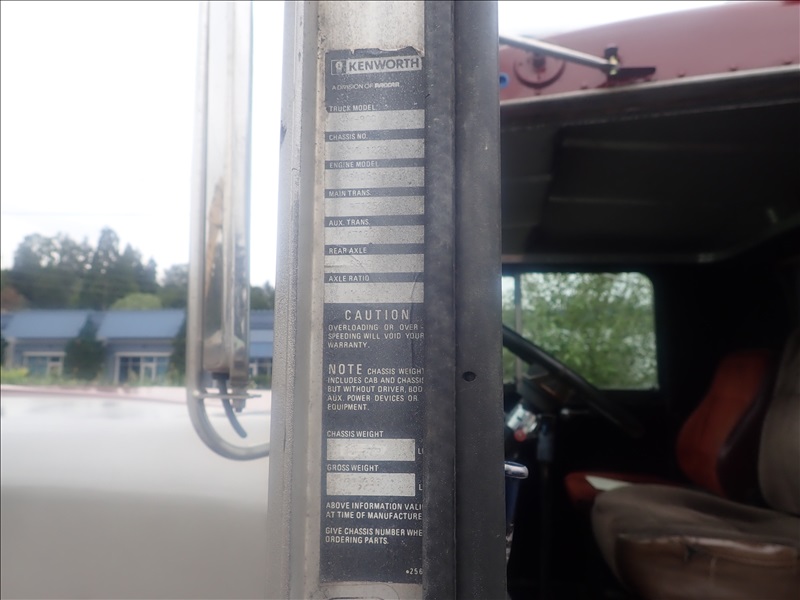 KENWORTH
A DIVISION OF PACCAR
TRUCK MODEL
CHASSIS NO.
ENGINE MODEL
MAIN TRANS
AUX. TRANS.
REAR AXLE
AXLE RATIO
CAUTION
OVERLOADING OR OVER-
SPEEDING WILL VOID YOUR
WARRANTY.
NOTE CHASSIS WEIGHT
INCLUDES CAB AND CHASSIS
BUT WITHOUT DRIVER,
AUX. POWER DEVICES OR
EQUIPMENT.
CHASSIS WEIGHT
GROSS WEIGHT
ABOVE INFORMATION VALI
AT TIME OF MANUFACTURE
GIVE CHASSIS NUMBER WHE
ORDERING PARTS.